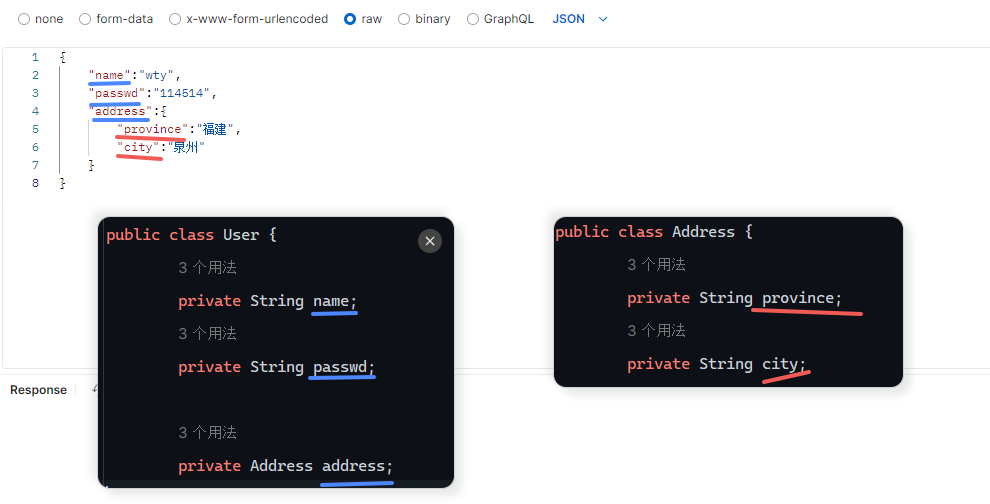 none form-data x-www-form-urlencoded raw binary GraphQL JSON
1 {
2 "name":"wty",
3 "passwd":"114514",
4 "address":{
5 "province":"福建",
6 "city":"泉州"
7 }
8 }
public class User {
3 个用法
private String name;
3 个用法
private String passwd;
3 个用法
private Address address;
public class Address {
3 个用法
private String province;
3 个用法
private String city;
Response